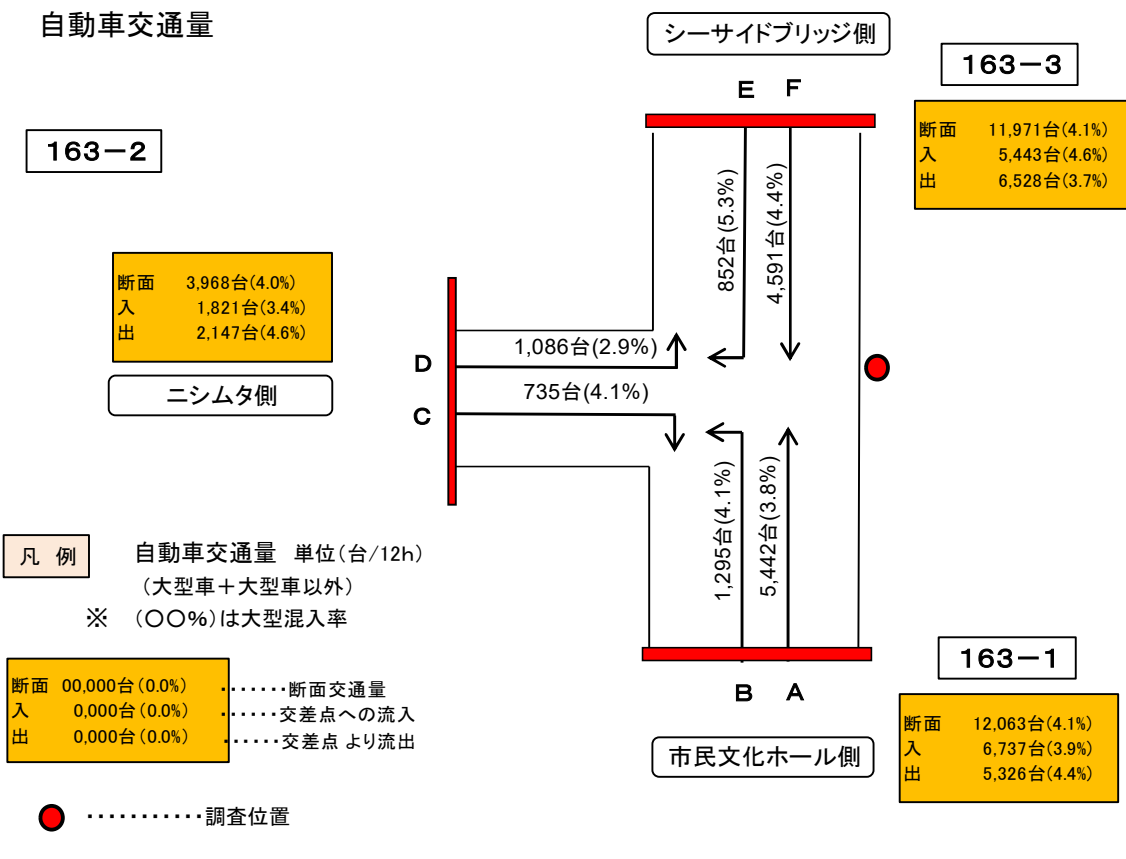 自動車交通量
シーサイドブリッジ側
163-3
断面 11,971台(4.1%)
入 5,443台(4.6%)
出 6,528台(3.7%)
163-2
E F
852台(5.3%)
4,591台(4.4%)
断面 3,968台(4.0%)
入 1,821台(3.4%)
出 2,147台(4.6%)
ニシムタ側
D
1,086台(2.9%)
C
735台(4.1%)
1,295台(4.1%)
5,442台(3.8%)
B A
市民文化ホール側
163-1
断面 12,063台(4.1%)
入 6,737台(3.9%)
出 5,326台(4.4%)
凡 例
自動車交通量 単位(台/12h)
(大型車+大型車以外)
※ (〇〇%)は大型混入率
断面 00,000台(0.0%) ・・・・・・・断面交通量
入 0,000台(0.0%) ・・・・・・交差点への流入
出 0,000台(0.0%) ・・・・・・交差点 より流出
・・・・・・・・・・・調査位置